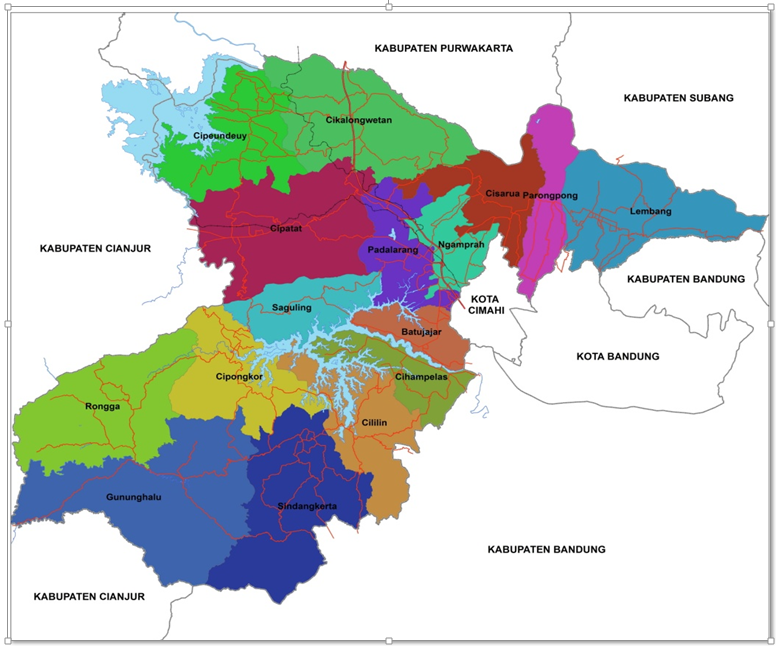 KABUPATEN PURWAKARTA
KABUPATEN SUBANG
Cikalongwetan
Cipeundeuy
Cisarua
Parongpong
Lembang
Cipatat
KABUPATEN CIANJUR
Padalarang
Ngamprah
KABUPATEN BANDUNG
Saguling
KOTA
CIMAHI
Batujajar
KOTA BANDUNG
Cipongkor
Cihampelas
Rongga
Cililin
Gununghalu
Sindangkerta
KABUPATEN BANDUNG
KABUPATEN CIANJUR